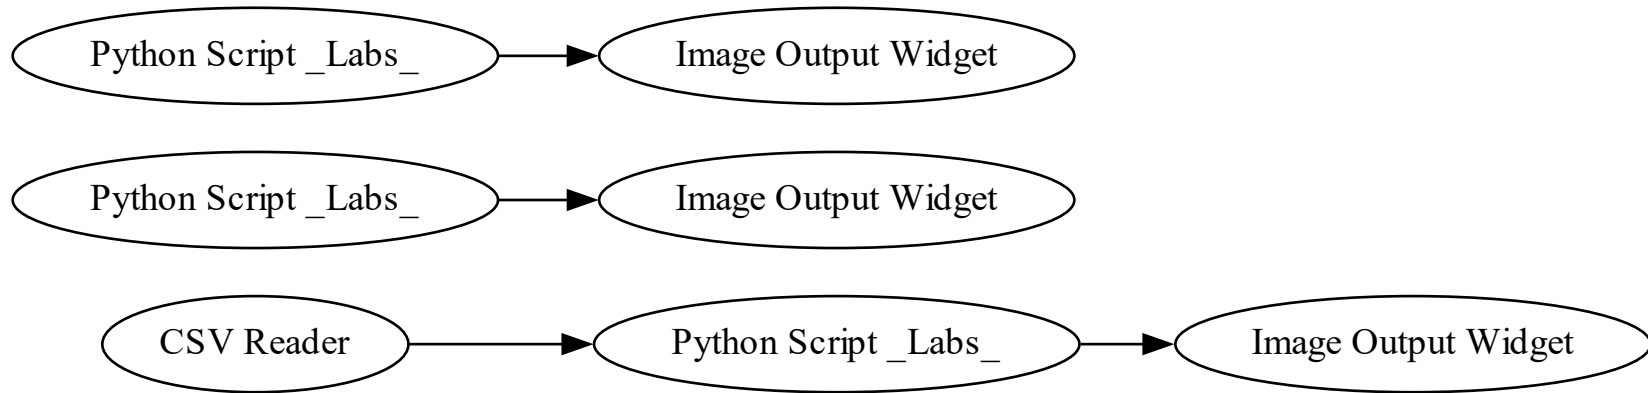 Python Script _Labs_
Image Output Widget
Python Script _Labs_
Image Output Widget
CSV Reader
Python Script _Labs_
Image Output Widget